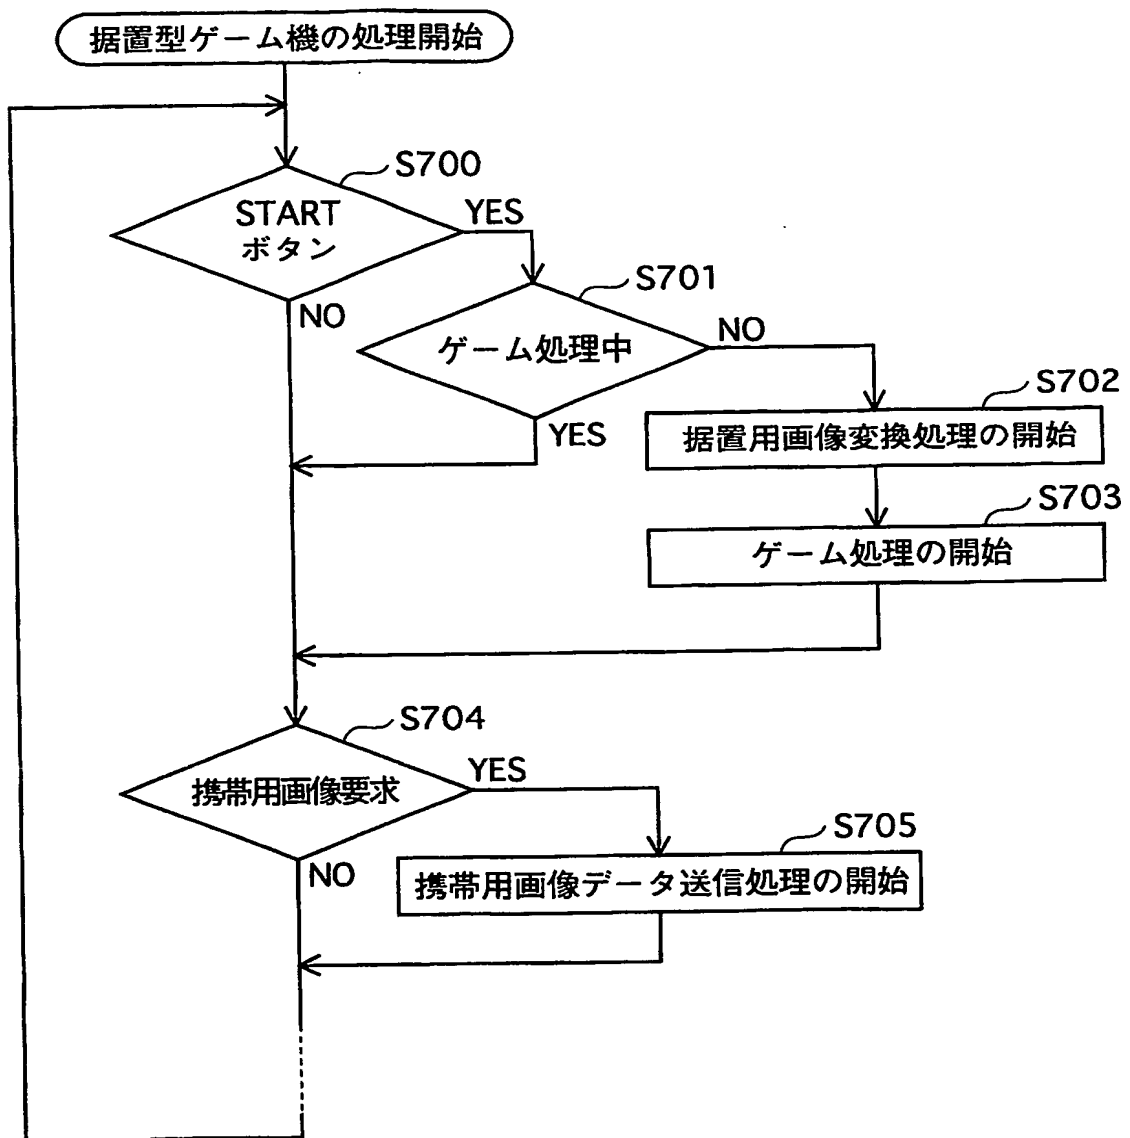 据置型ゲーム機の処理開始
S700
START
ボタン
YES
NO
S701
ゲーム処理中
NO
YES
S702
据置用画像変換処理の開始
S703
ゲーム処理の開始
S704
携帯用画像要求
YES
NO
S705
携帯用画像データ送信処理の開始